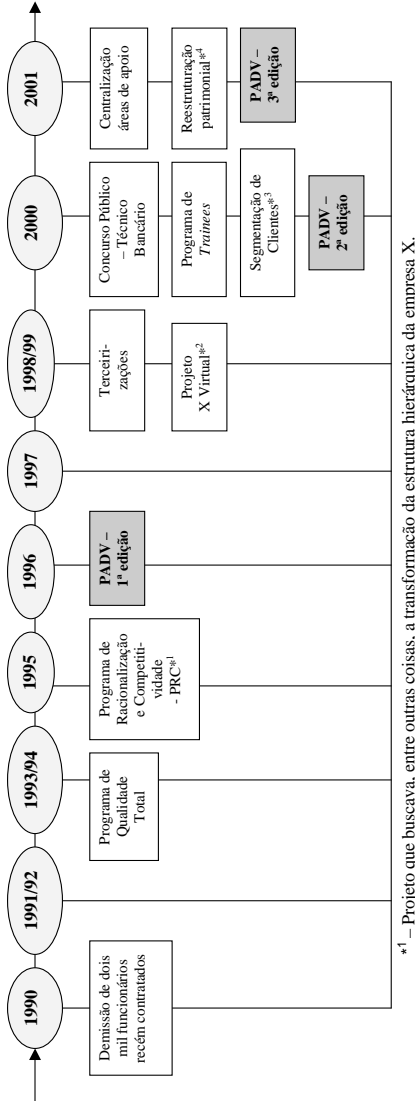 1990
1991/92
1993/94
1995
1996
1997
1998/99
2000
2001
Demissão de dois
mil funcionários
recém contratados
Programa de
Qualidade
Total
Programa de
Racionalização
e Competiti-
vidade
- PRC*1
PADV –
1ª edição
Terceiri-
zações
Projeto
X Virtual*2
Concurso Público
– Técnico
Bancário
Programa de
Trainees
Segmentação de
Clientes*3
PADV –
2ª edição
Centralização
áreas de apoio
Reestruturação
patrimonial*4
PADV –
3ª edição
*1 – Projeto que buscava, entre outras coisas, a transformação da estrutura hierárquica da empresa X.